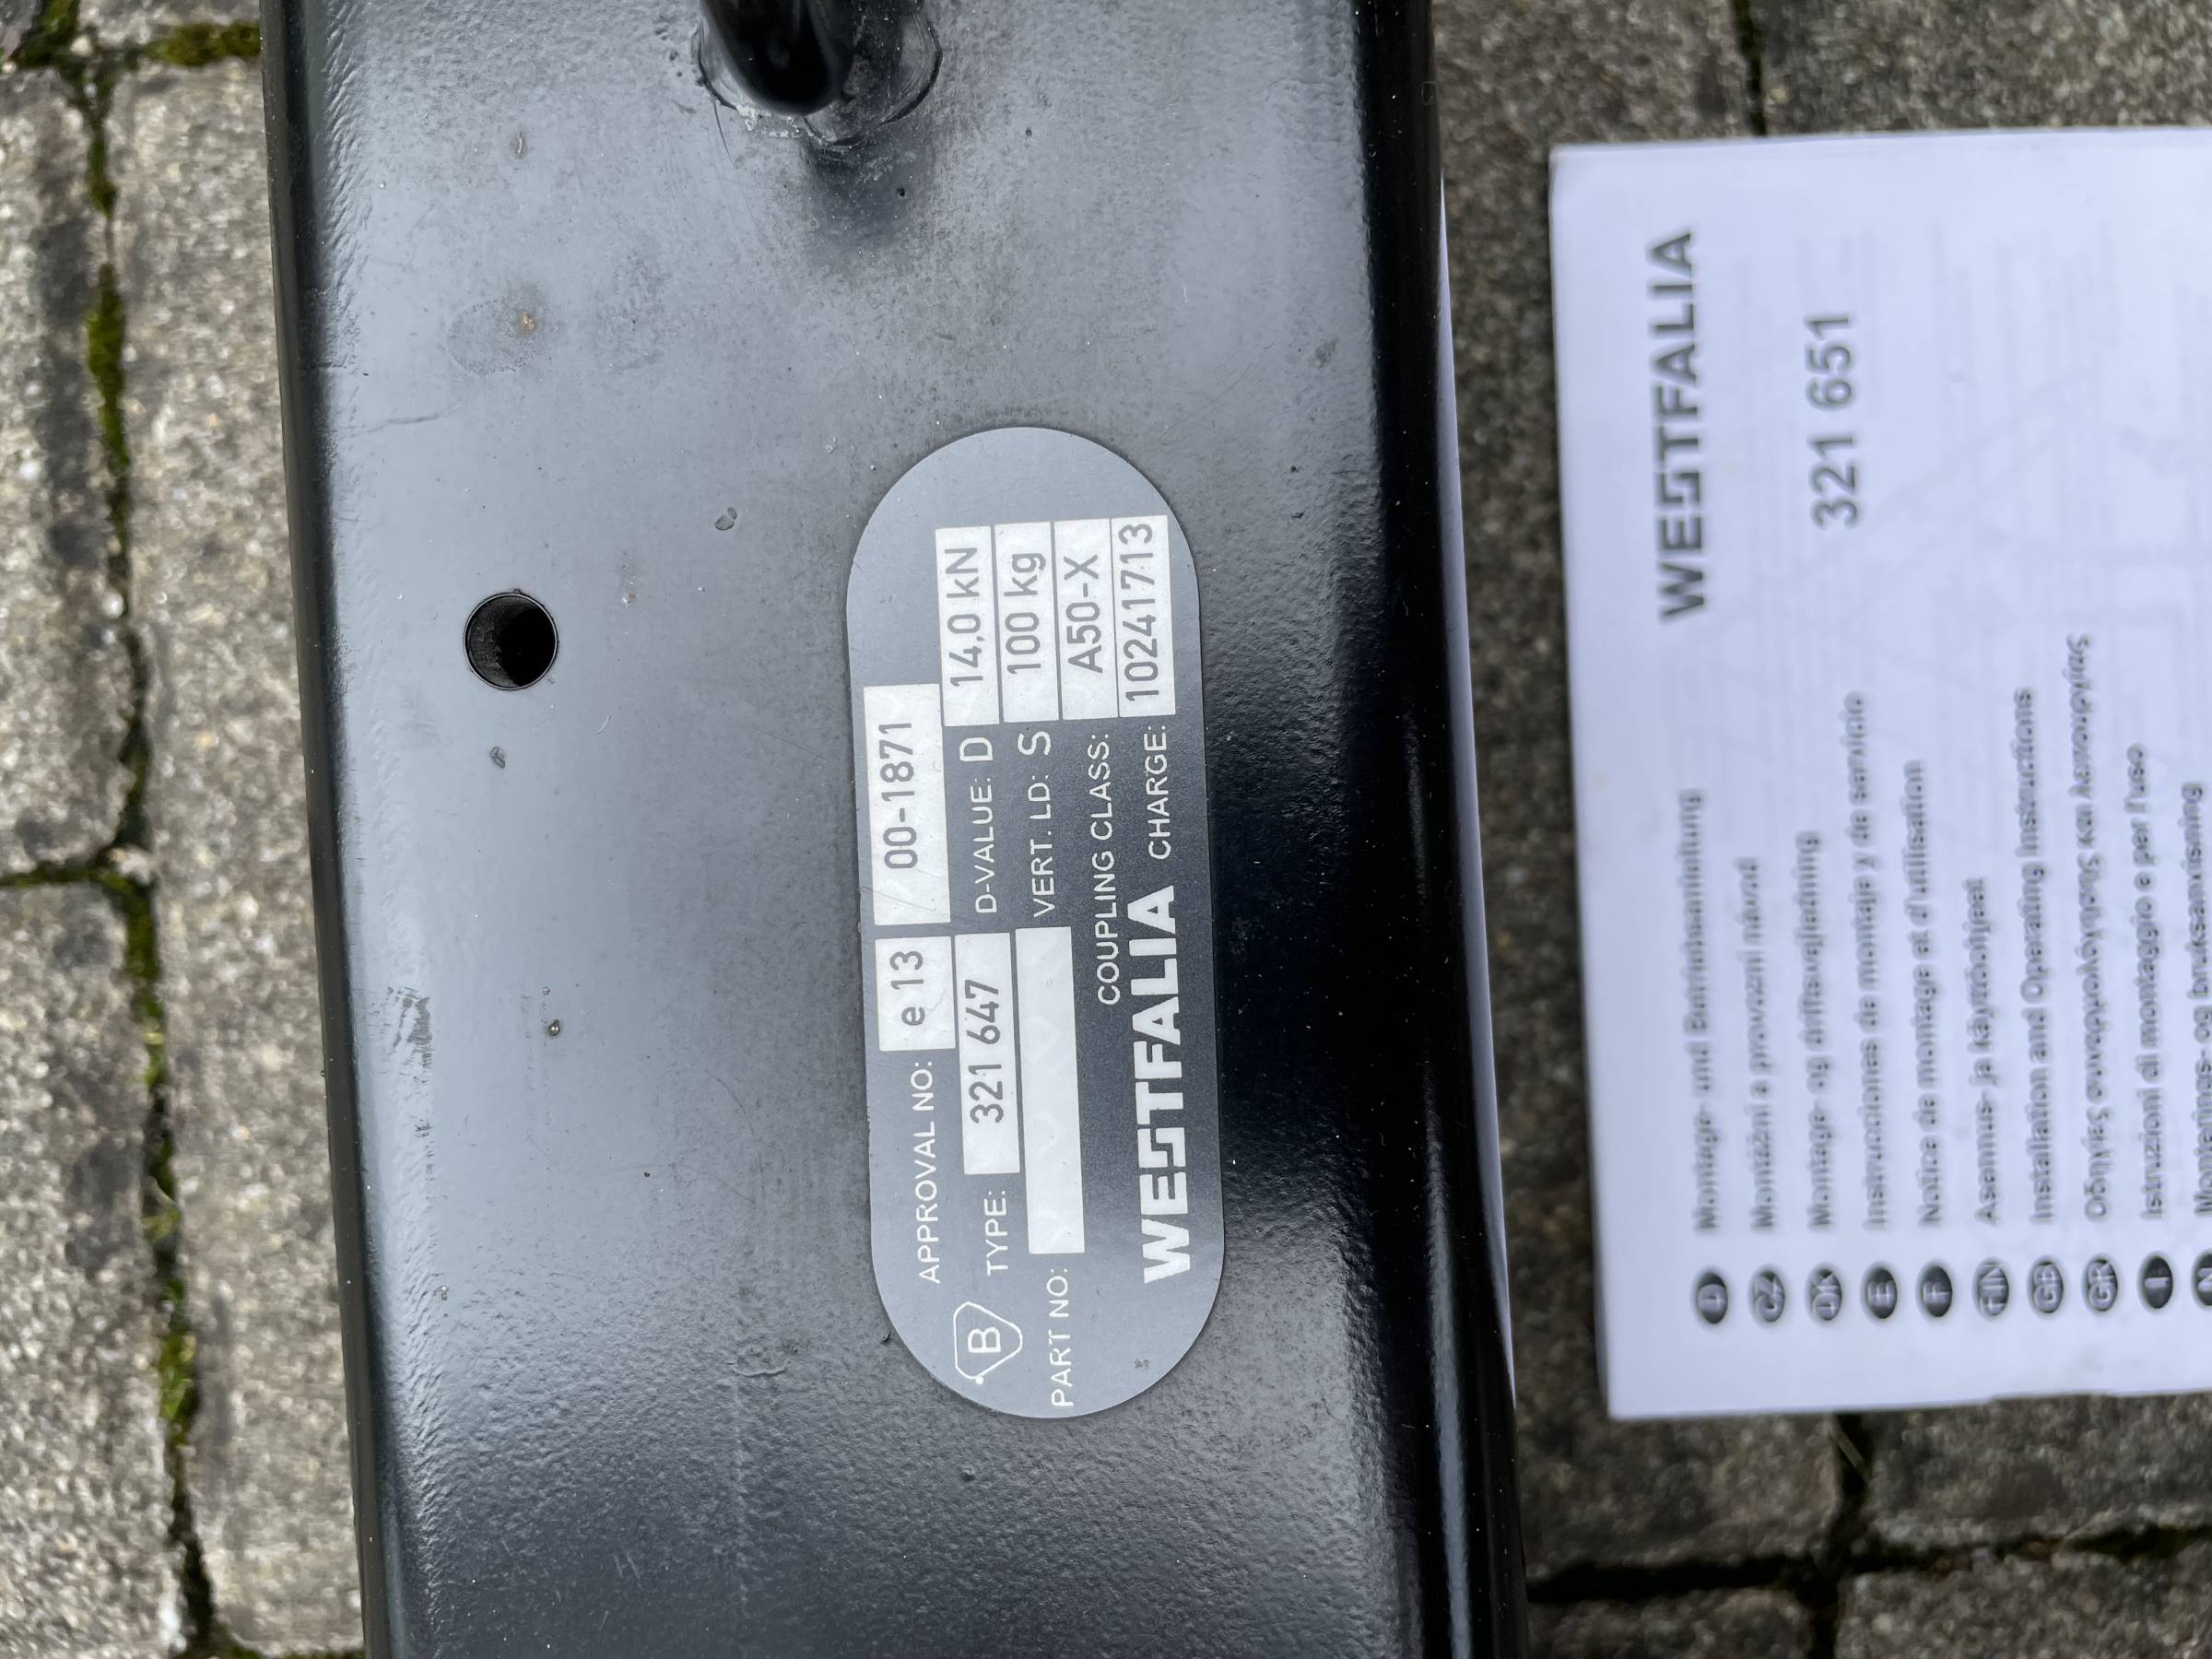 APPROVAL NO: e 13 00-1871
B TYPE: 321 647 D-VALUE: D 14,0 kN
PART NO: VERT. LD: S 100 kg
COUPLING CLASS: A50-X
WESTFALIA CHARGE: 10241713
WESTFALIA
321 651
D Montage- und Betriebsanleitung
CZ Montážní a provozní návod
DK Montage- og driftsvejledning
E Instrucciones de montaje y de servicio
F Notice de montage et d'utilisation
FIN Asennus- ja käyttöohjeet
GB Installation and Operating Instructions
GR Οδηγίες συναρμολόγησης και λειτουργίας
I Istruzioni di montaggio e per l'uso
N Monterings- og bruksanvisning